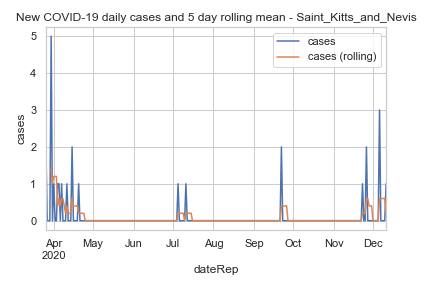 New COVID-19 daily cases and 5 day rolling mean - Saint_Kitts_and_Nevis
cases
cases (rolling)
5
4
3
2
1
0
cases
Apr May Jun Jul Aug Sep Oct Nov Dec
2020
dateRep